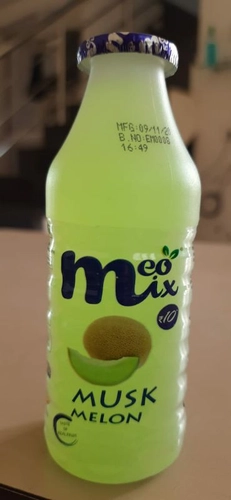 MFG:09/11/2
B.NO:EM0008
16:49
meo
mix
₹10
MUSK
MELON